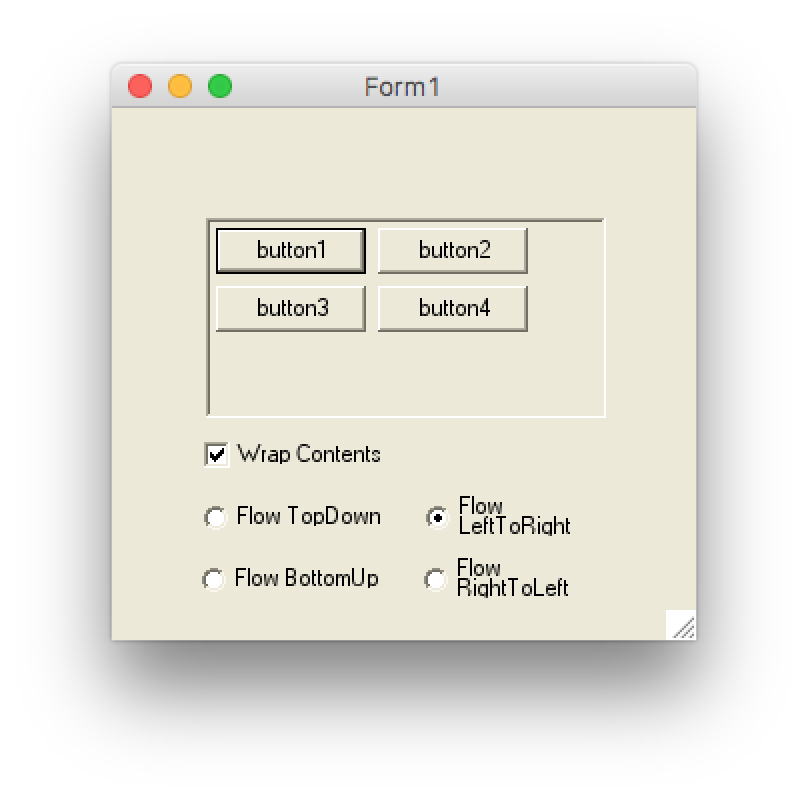 Form1
button1 button2
button3 button4
Wrap Contents
Flow TopDown
Flow
LeftToRight
Flow BottomUp
Flow
RightToLeft